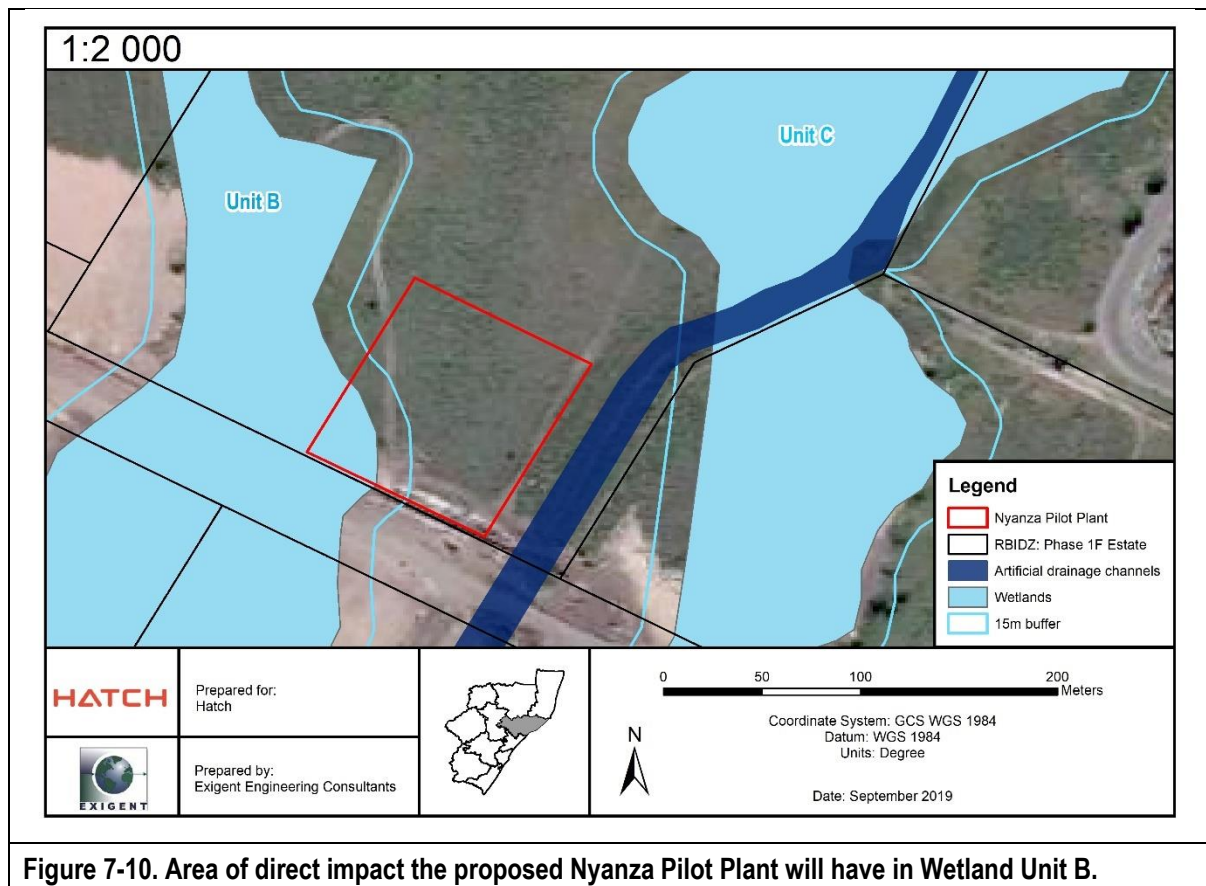 1:2 000
Unit B
Unit C
Legend
Nyanza Pilot Plant
RBIDZ: Phase 1F Estate
Artificial drainage channels
Wetlands
15m buffer
HATCH
Prepared for:
Hatch
EXIGENT
Prepared by:
Exigent Engineering Consultants
0 50 100 200
Meters
Coordinate System: GCS WGS 1984
Datum: WGS 1984
Units: Degree
N
Date: September 2019
Figure 7-10. Area of direct impact the proposed Nyanza Pilot Plant will have in Wetland Unit B.